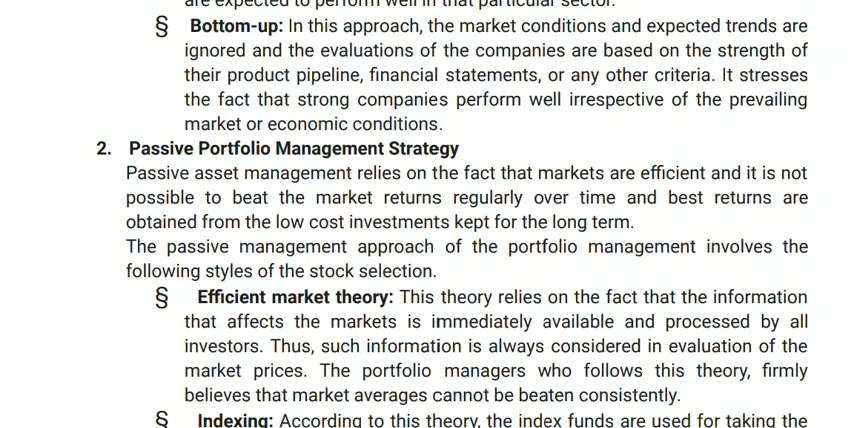 are expected to perform well in that particular sector.
§ Bottom-up: In this approach, the market conditions and expected trends are
ignored and the evaluations of the companies are based on the strength of
their product pipeline, financial statements, or any other criteria. It stresses
the fact that strong companies perform well irrespective of the prevailing
market or economic conditions.
2. Passive Portfolio Management Strategy
Passive asset management relies on the fact that markets are efficient and it is not
possible to beat the market returns regularly over time and best returns are
obtained from the low cost investments kept for the long term.
The passive management approach of the portfolio management involves the
following styles of the stock selection.
§ Efficient market theory: This theory relies on the fact that the information
that affects the markets is immediately available and processed by all
investors. Thus, such information is always considered in evaluation of the
market prices. The portfolio managers who follows this theory, firmly
believes that market averages cannot be beaten consistently.
§ Indexing: According to this theory, the index funds are used for taking the